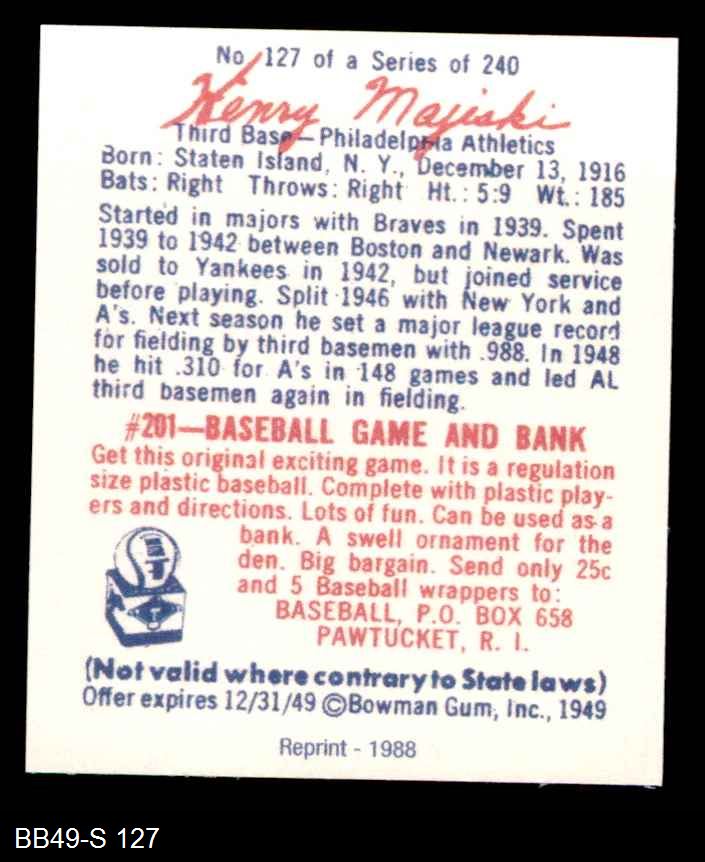 No. 127 of a Series of 240
Henry Majeski
Third Base—Philadelphia Athletics
Born: Staten Island, N. Y., December 13, 1916
Bats: Right Throws: Right Ht.: 5:9 Wt.: 185
Started in majors with Braves in 1939. Spent
1939 to 1942 between Boston and Newark. Was
sold to Yankees in 1942, but joined service
before playing. Split 1946 with New York and
A's. Next season he set a major league record
for fielding by third basemen with .988. In 1948
he hit .310 for A's in 148 games and led AL
third basemen again in fielding.
#201—BASEBALL GAME AND BANK
Get this original exciting game. It is a regulation
size plastic baseball. Complete with plastic play-
ers and directions. Lots of fun. Can be used as a
bank. A swell ornament for the
den. Big bargain. Send only 25c
and 5 Baseball wrappers to:
BASEBALL, P.O. BOX 658
PAWTUCKET, R. I.
(Not valid where contrary to State laws)
Offer expires 12/31/49 ©Bowman Gum, Inc., 1949
Reprint - 1988
BB49-S 127